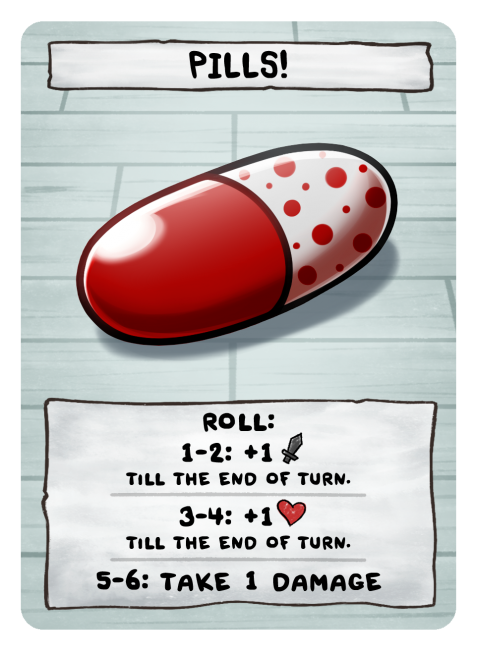 PILLS!
ROLL:
1-2: +1
TILL THE END OF TURN.
3-4: +1
TILL THE END OF TURN.
5-6: TAKE 1 DAMAGE